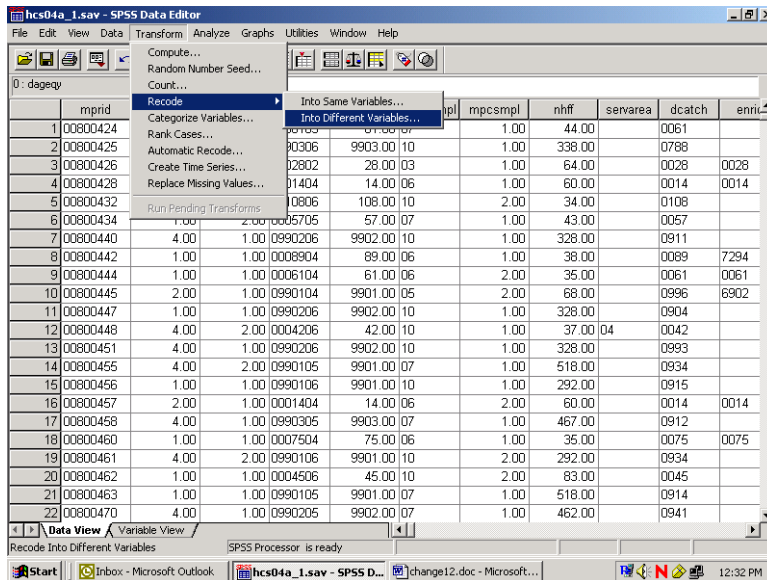 hcs04a_1.sav - SPSS Data Editor
File Edit View Data Transform Analyze Graphs Utilities Window Help
0 : dageqy
Compute...
Random Number Seed...
Count...
Recode
Categorize Variables...
Rank Cases...
Automatic Recode...
Create Time Series...
Replace Missing Values...
Run Pending Transforms
Into Same Variables...
Into Different Variables...
mprid mpcsmpl nhff servarea dcatch
1 00800424 1.00 44.00 0061
2 00800425 90306 9903.00 10 1.00 338.00 0788
3 00800426 02802 28.00 03 1.00 64.00 0028 0028
4 00800428 01404 14.00 06 1.00 60.00 0014 0014
5 00800432 10806 108.00 10 2.00 34.00 0108
6 00800434 1.00 2.00 0005705 57.00 07 1.00 43.00 0057
7 00800440 4.00 1.00 0990206 9902.00 10 1.00 328.00 0911
8 00800442 1.00 1.00 0008904 89.00 06 1.00 38.00 0089 7294
9 00800444 1.00 1.00 0006104 61.00 06 2.00 35.00 0061 0061
10 00800445 2.00 1.00 0990104 9901.00 05 2.00 68.00 0996 6902
11 00800447 1.00 1.00 0990206 9902.00 10 1.00 328.00 0904
12 00800448 4.00 2.00 0004206 42.00 10 1.00 37.00 04 0042
13 00800451 4.00 1.00 0990206 9902.00 10 1.00 328.00 0993
14 00800455 4.00 2.00 0990105 9901.00 07 1.00 518.00 0934
15 00800456 1.00 1.00 0990106 9901.00 10 1.00 292.00 0915
16 00800457 2.00 1.00 0001404 14.00 06 2.00 60.00 0014 0014
17 00800458 4.00 1.00 0990305 9903.00 07 1.00 467.00 0912
18 00800460 1.00 1.00 0007504 75.00 06 1.00 35.00 0075 0075
19 00800461 4.00 2.00 0990106 9901.00 10 2.00 292.00 0934
20 00800462 1.00 1.00 0004506 45.00 10 2.00 83.00 0045
21 00800463 1.00 1.00 0990105 9901.00 07 1.00 518.00 0914
22 00800470 4.00 1.00 0990205 9902.00 07 1.00 462.00 0941
Data View Variable View
Recode Into Different Variables SPSS Processor is ready
Start Inbox - Microsoft Outlook hcs04a_1.sav - SPSS D... change12.doc - Microsoft... 12:32 PM